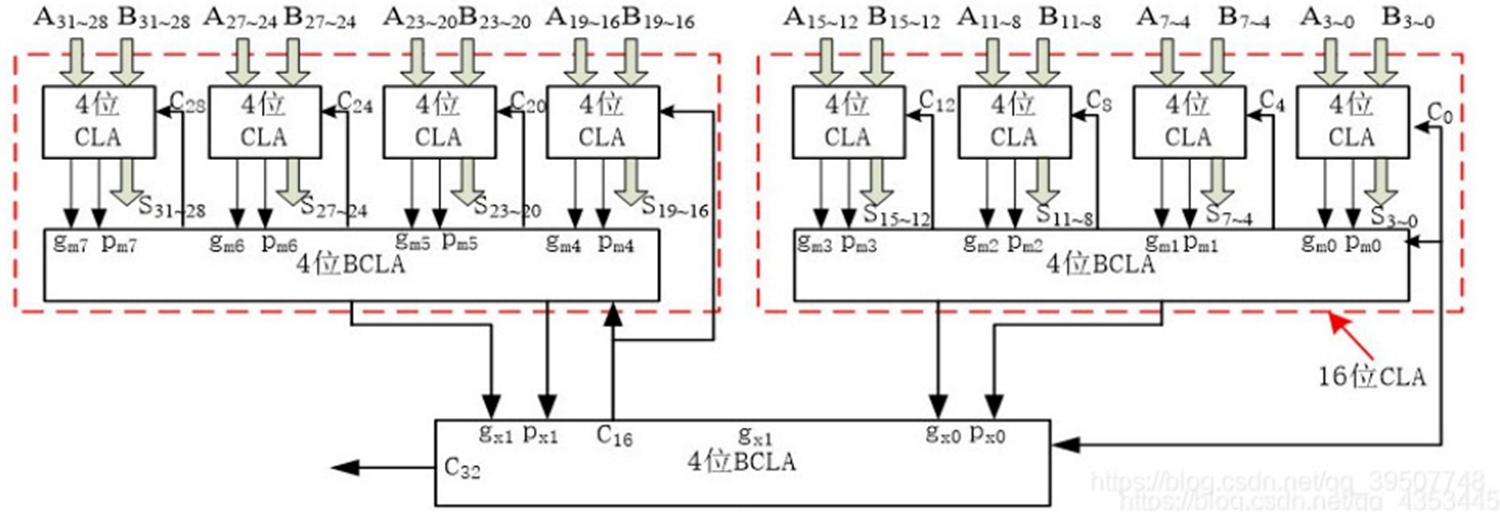 A31~28 B31~28 A27~24 B27~24 A23~20 B23~20 A19~16 B19~16 A15~12 B15~12 A11~8 B11~8 A7~4 B7~4 A3~0 B3~0
4位 C28 4位 C24 4位 C20 4位 4位 C12 4位 C8 4位 C4 4位 C0
CLA CLA CLA CLA CLA CLA CLA CLA
S31~28 S27~24 S23~20 S19~16 S15~12 S11~8 S7~4 S3~0
gm7 pm7 gm6 pm6 gm5 pm5 gm4 pm4 gm3 pm3 gm2 pm2 gm1 pm1 gm0 pm0
4位BCLA 4位BCLA
16位CLA
gx1 px1 C16 gx1 gx0 px0
C32 4位BCLA
https://blog.csdn.net/qq_39507748
https://blog.csdn.net/qq_4353445